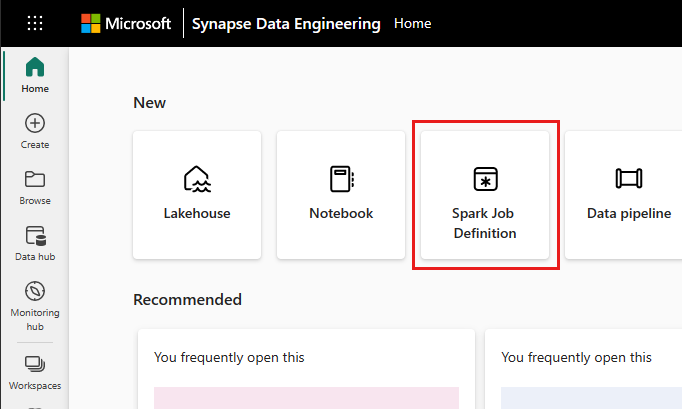 Microsoft Synapse Data Engineering Home
Home
Create
Browse
Data hub
Monitoring
hub
Workspaces
New
Lakehouse
Notebook
Spark Job
Definition
Data pipeline
Recommended
You frequently open this
You frequently open this